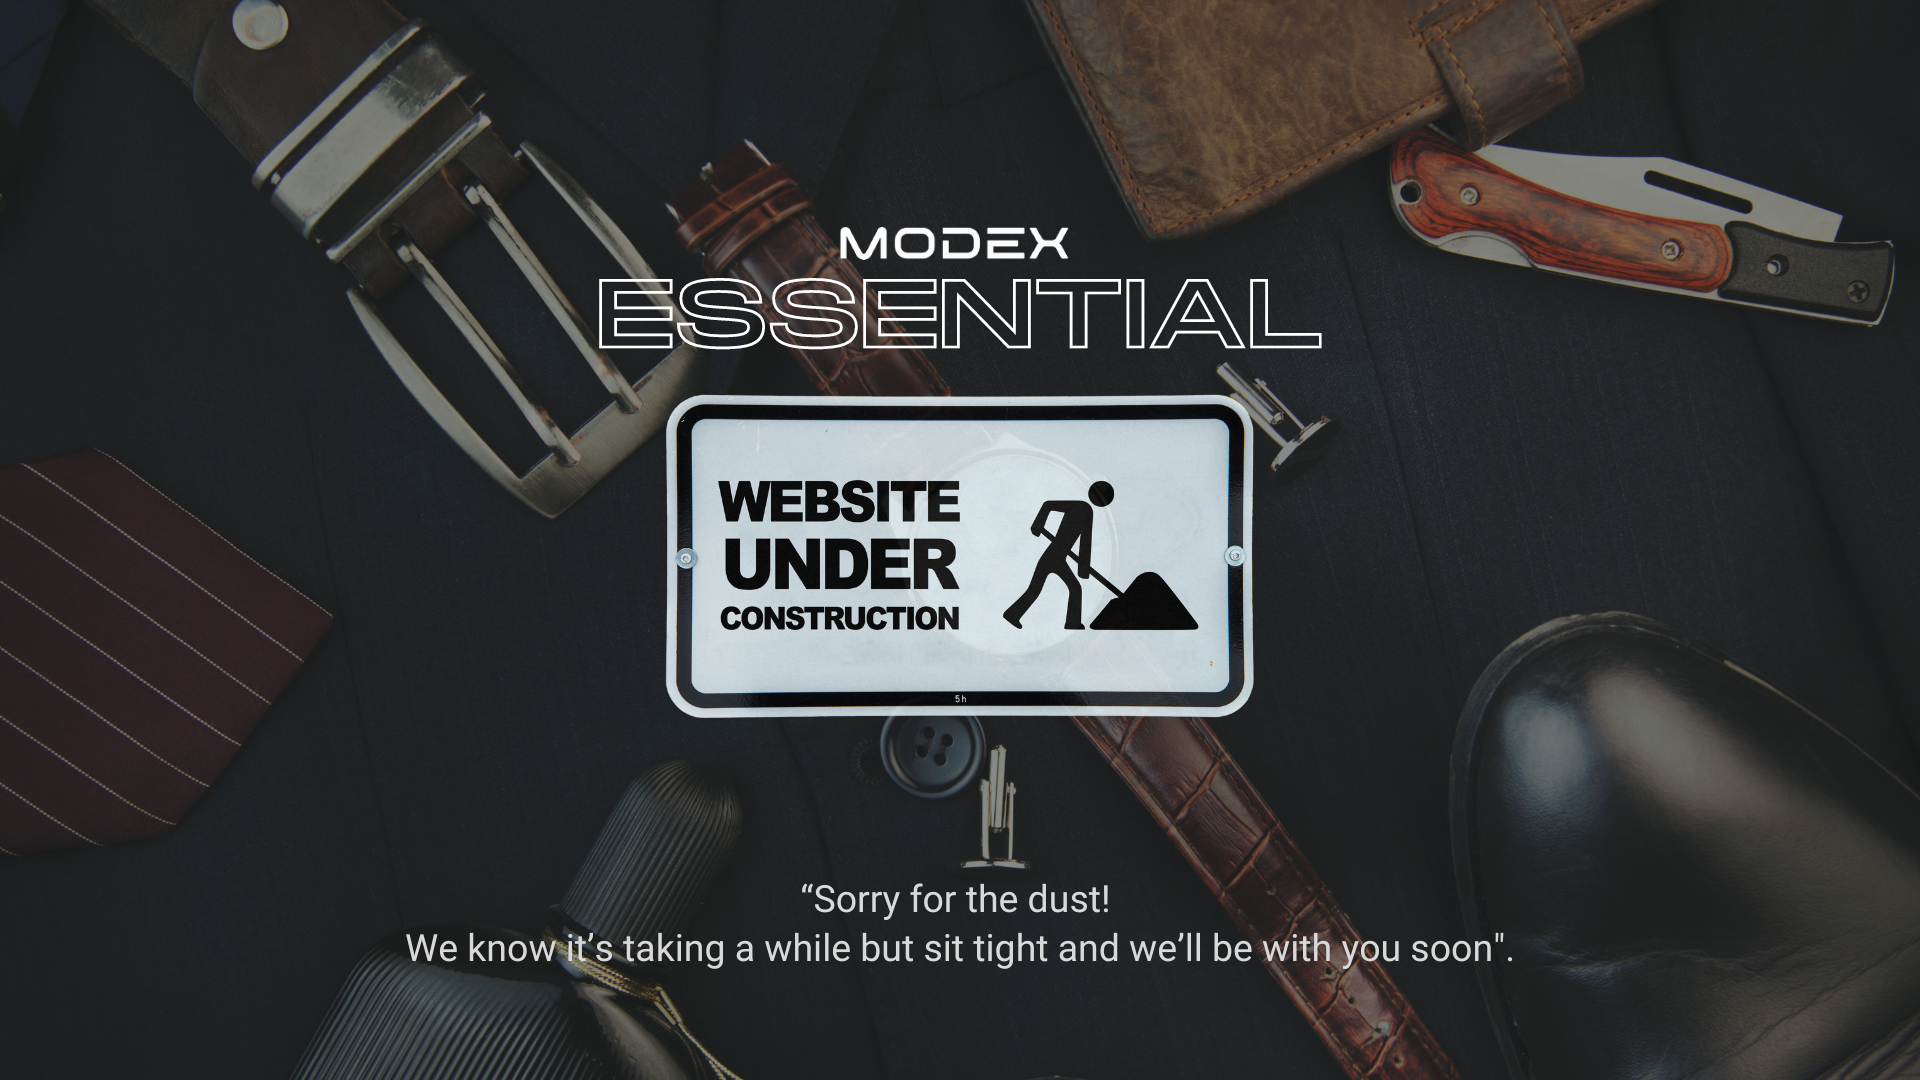 MODEX
ESSENTIAL
WEBSITE
UNDER
CONSTRUCTION
5h
“Sorry for the dust!
We know it’s taking a while but sit tight and we’ll be with you soon".